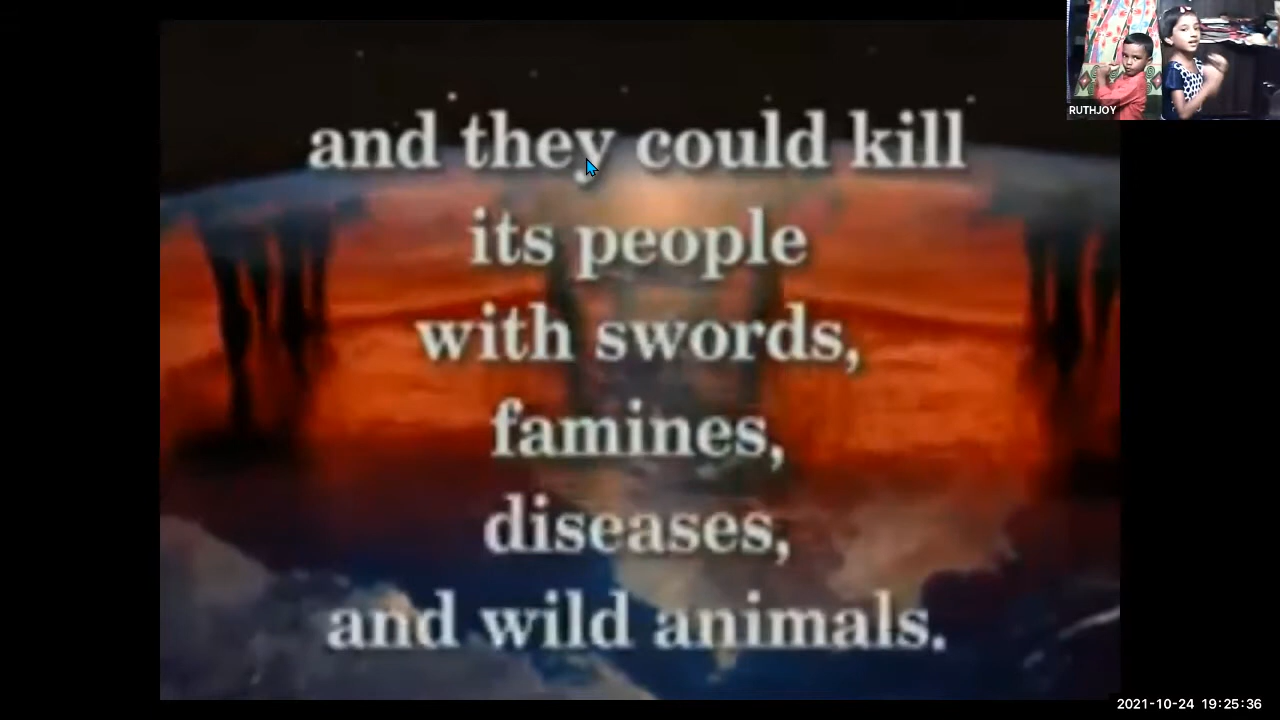 and they could kill
its people
with swords,
famines,
diseases,
and wild animals.
RUTHJOY
2021-10-24 19:25:36